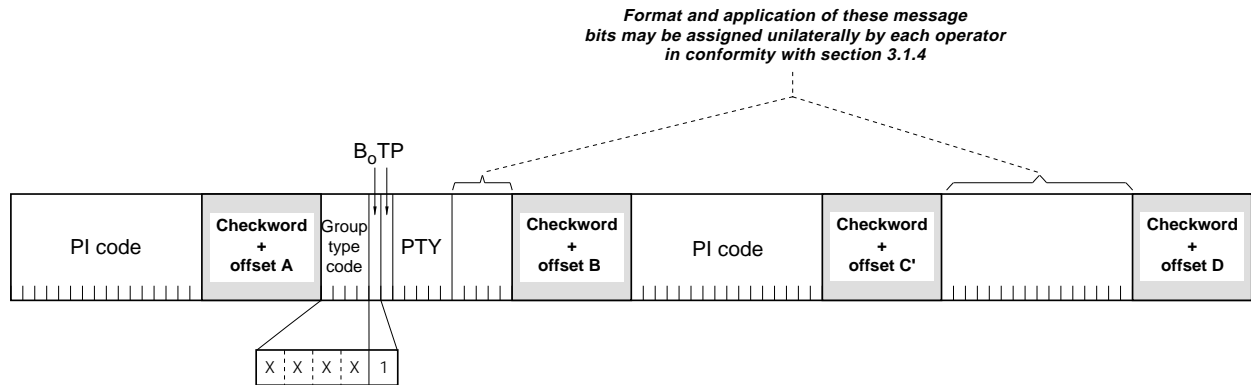 Format and application of these message
bits may be assigned unilaterally by each operator
in conformity with section 3.1.4
BoTP
PI code
Checkword
+
offset A
Group
type
code
PTY
Checkword
+
offset B
PI code
Checkword
+
offset C'
Checkword
+
offset D
X X X X 1